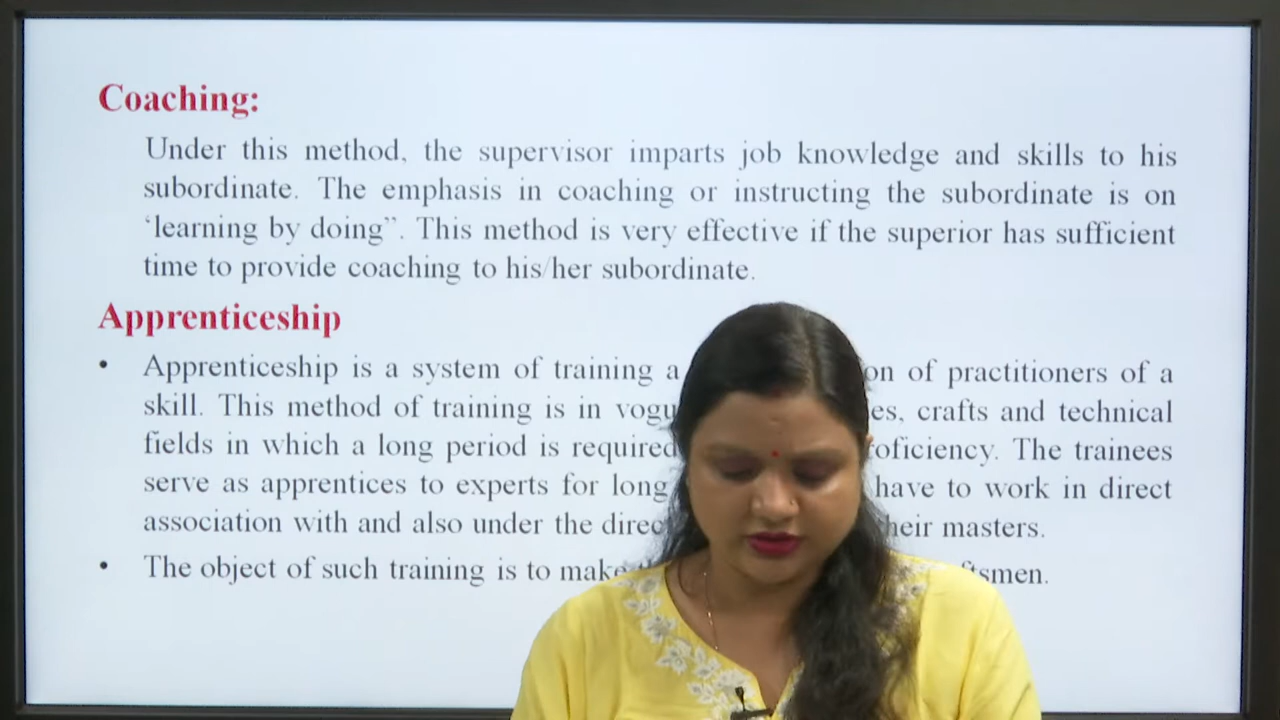 Coaching:
Under this method, the supervisor imparts job knowledge and skills to his
subordinate. The emphasis in coaching or instructing the subordinate is on
‘learning by doing”. This method is very effective if the superior has sufficient
time to provide coaching to his/her subordinate.
Apprenticeship
• Apprenticeship is a system of training a on of practitioners of a
skill. This method of training is in vogu es, crafts and technical
fields in which a long period is required oficiency. The trainees
serve as apprentices to experts for long have to work in direct
association with and also under the direc heir masters.
• The object of such training is to make ftsmen.